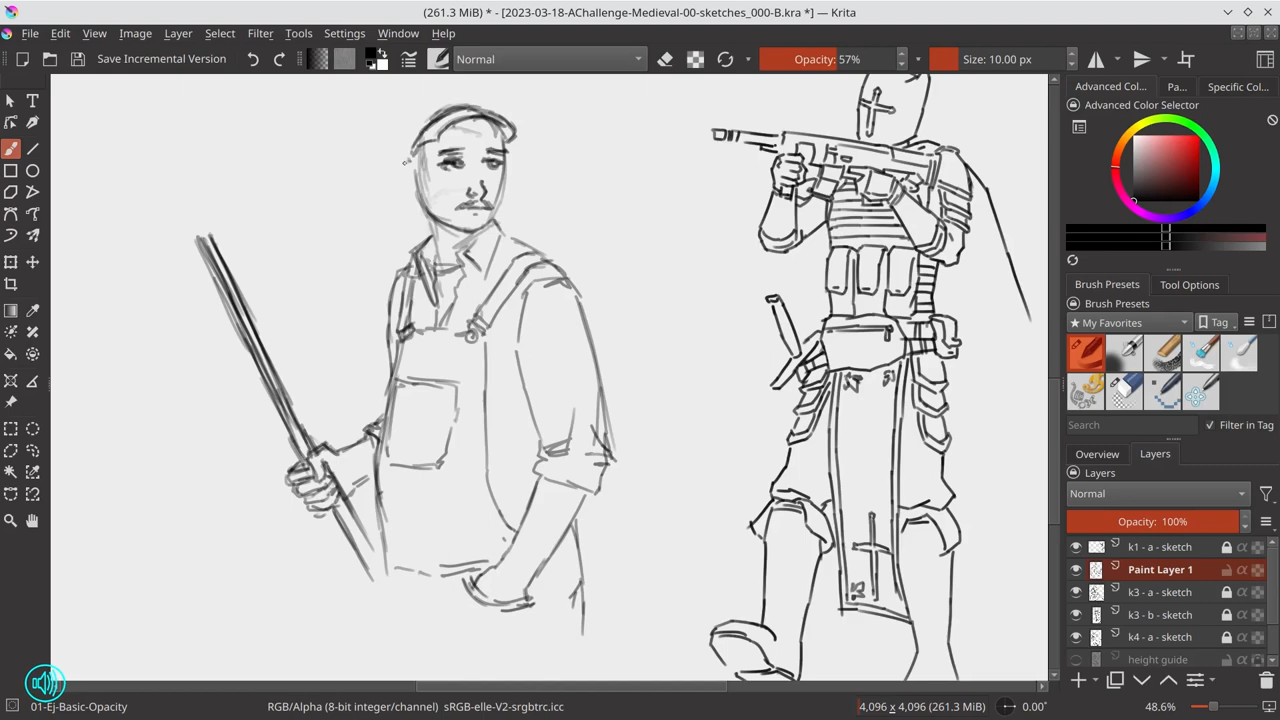 (261.3 MiB) * - [2023-03-18-AChallenge-Medieval-00-sketches_000-B.kra *] — Krita
File Edit View Image Layer Select Filter Tools Settings Window Help
Save Incremental Version
Normal
Opacity: 57%
Size: 10.00 px
Advanced Col...
Pa...
Specific Col...
Advanced Color Selector
Brush Presets
Tool Options
Brush Presets
★ My Favorites
Tag
Search
Filter in Tag
Overview
Layers
Layers
Normal
Opacity: 100%
k1 - a - sketch
Paint Layer 1
k3 - a - sketch
k3 - b - sketch
k4 - a - sketch
height guide
01-Ej-Basic-Opacity
RGB/Alpha (8-bit integer/channel) sRGB-elle-V2-srgbtrc.icc
4,096 x 4,096 (261.3 MiB)
0.00°
48.6%